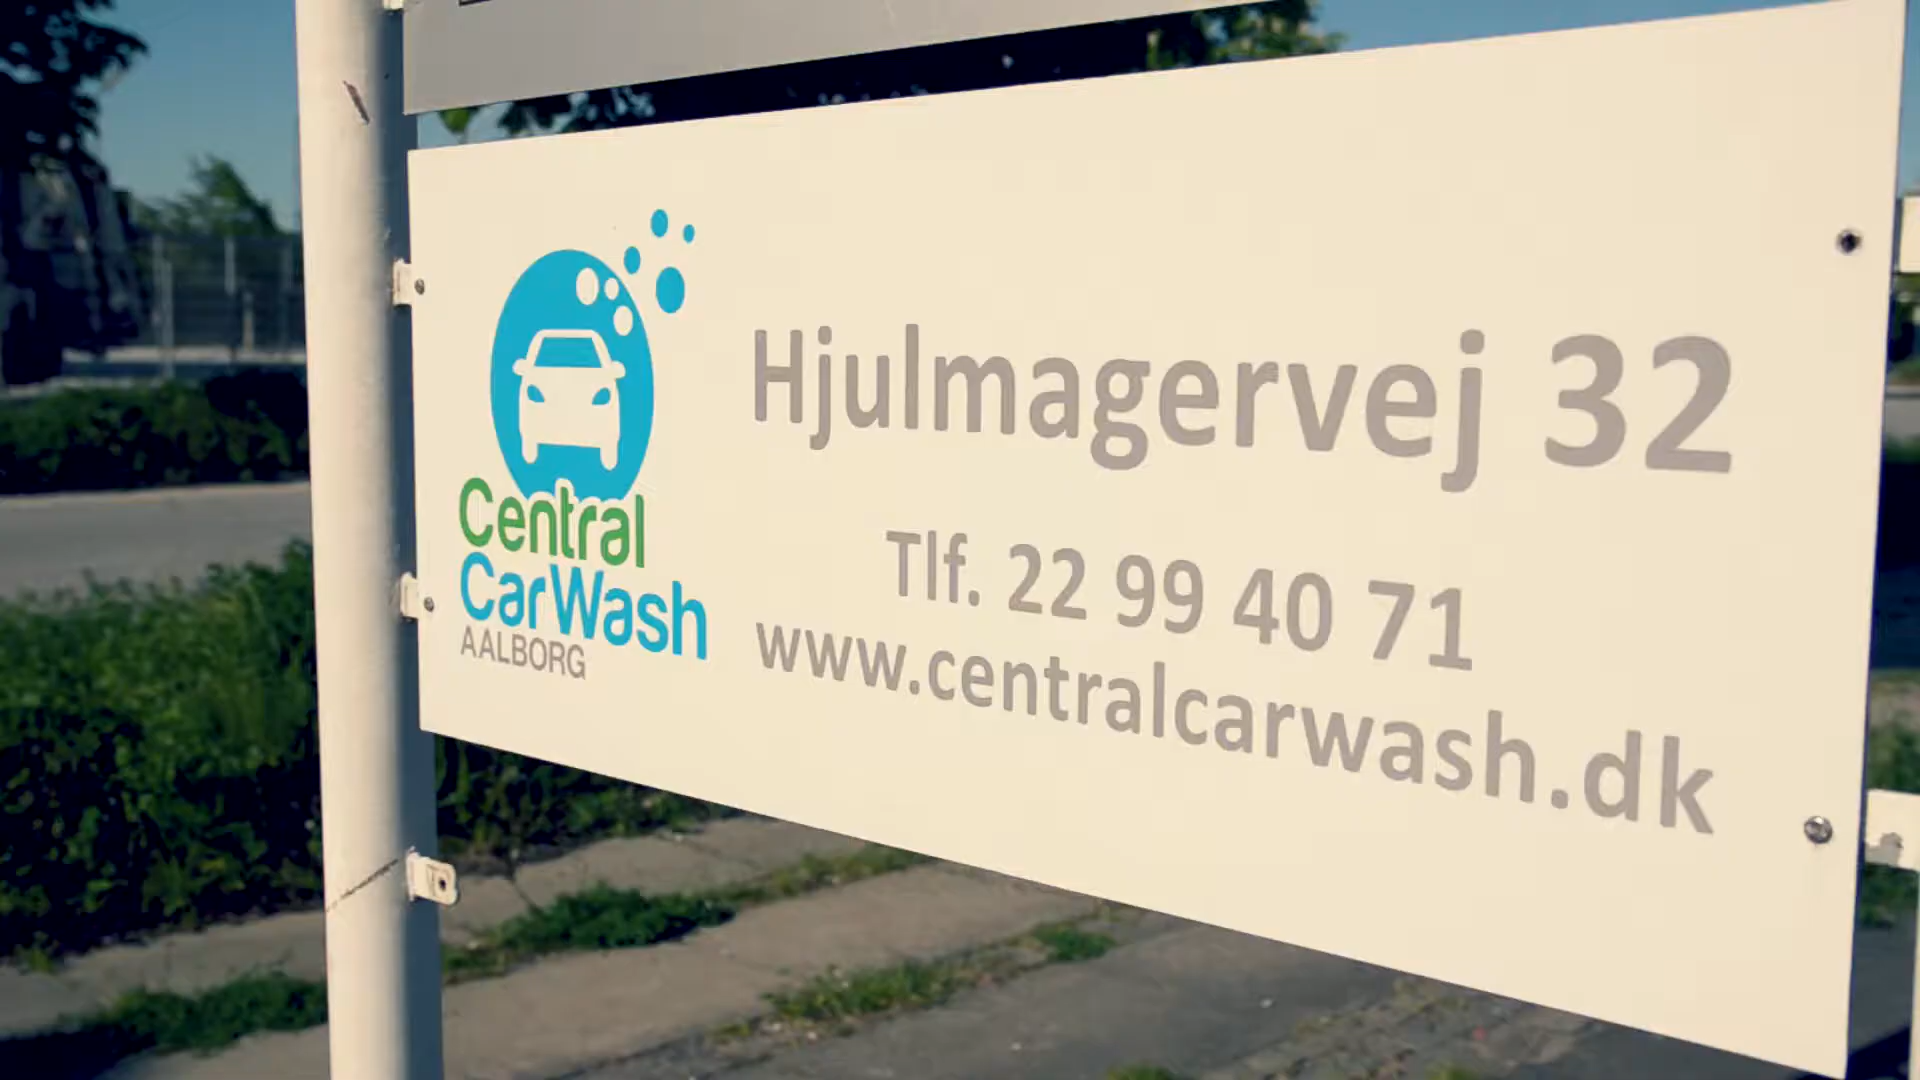 Central
CarWash
AALBORG
Hjulmagervej 32
Tlf. 22 99 40 71
www.centralcarwash.dk